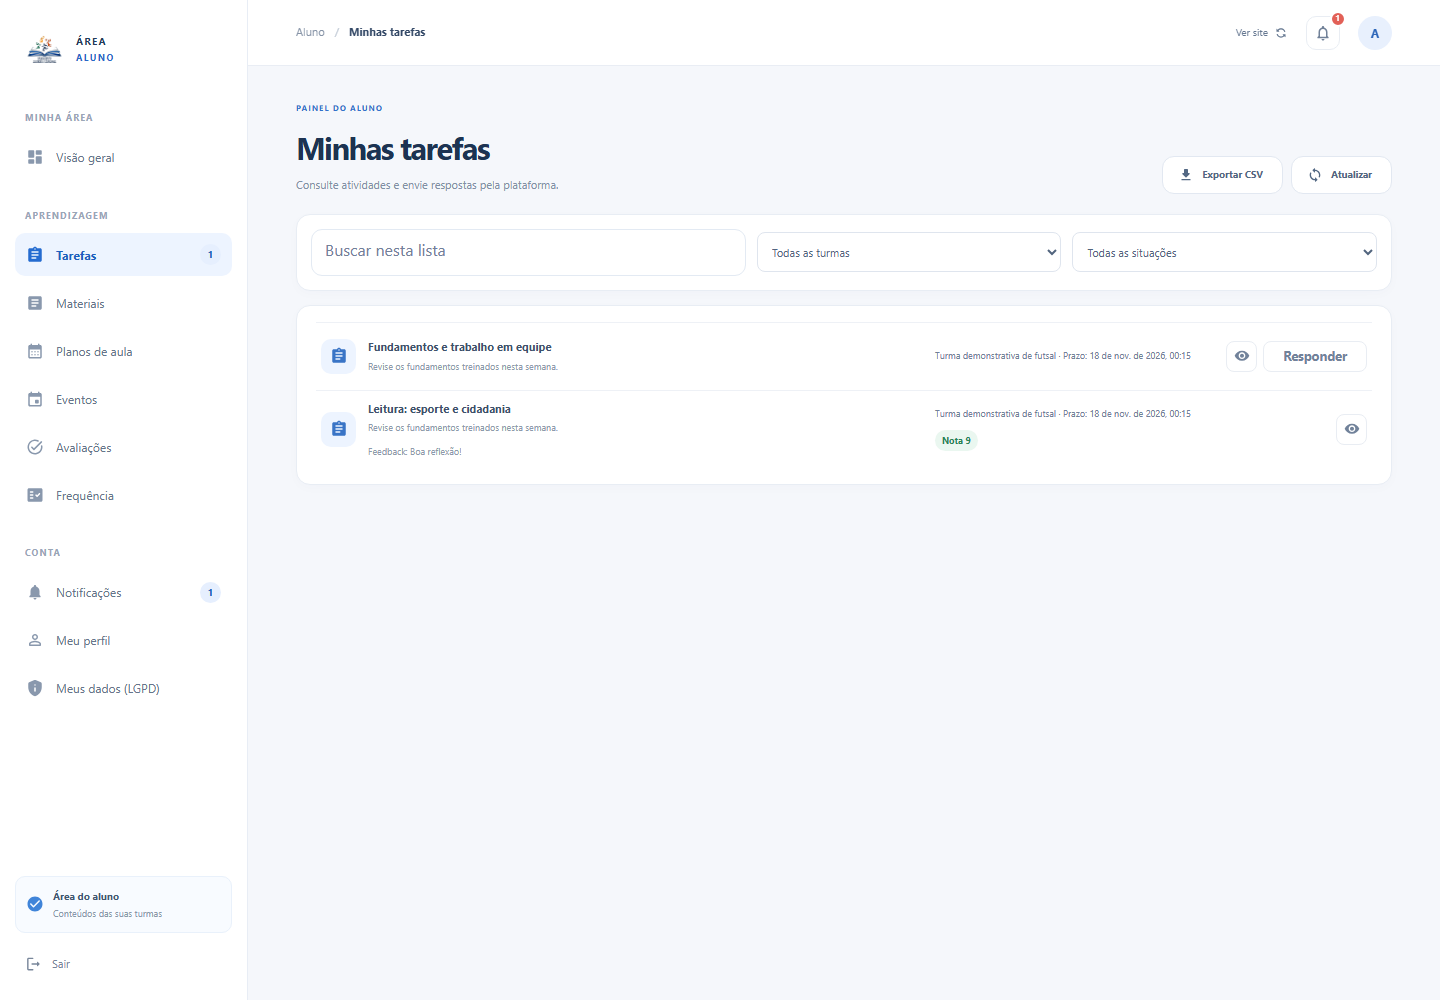 ÁREA
ALUNO
MINHA ÁREA
Visão geral
APRENDIZAGEM
Tarefas 1
Materiais
Planos de aula
Eventos
Avaliações
Frequência
CONTA
Notificações 1
Meu perfil
Meus dados (LGPD)
Área do aluno
Conteúdos das suas turmas
Sair
Aluno / Minhas tarefas
Ver site
1
A
PAINEL DO ALUNO
Minhas tarefas
Consulte atividades e envie respostas pela plataforma.
Exportar CSV
Atualizar
Buscar nesta lista
Todas as turmas
Todas as situações
Fundamentos e trabalho em equipe
Revise os fundamentos treinados nesta semana.
Turma demonstrativa de futsal · Prazo: 18 de nov. de 2026, 00:15
Responder
Leitura: esporte e cidadania
Revise os fundamentos treinados nesta semana.
Feedback: Boa reflexão!
Turma demonstrativa de futsal · Prazo: 18 de nov. de 2026, 00:15
Nota 9